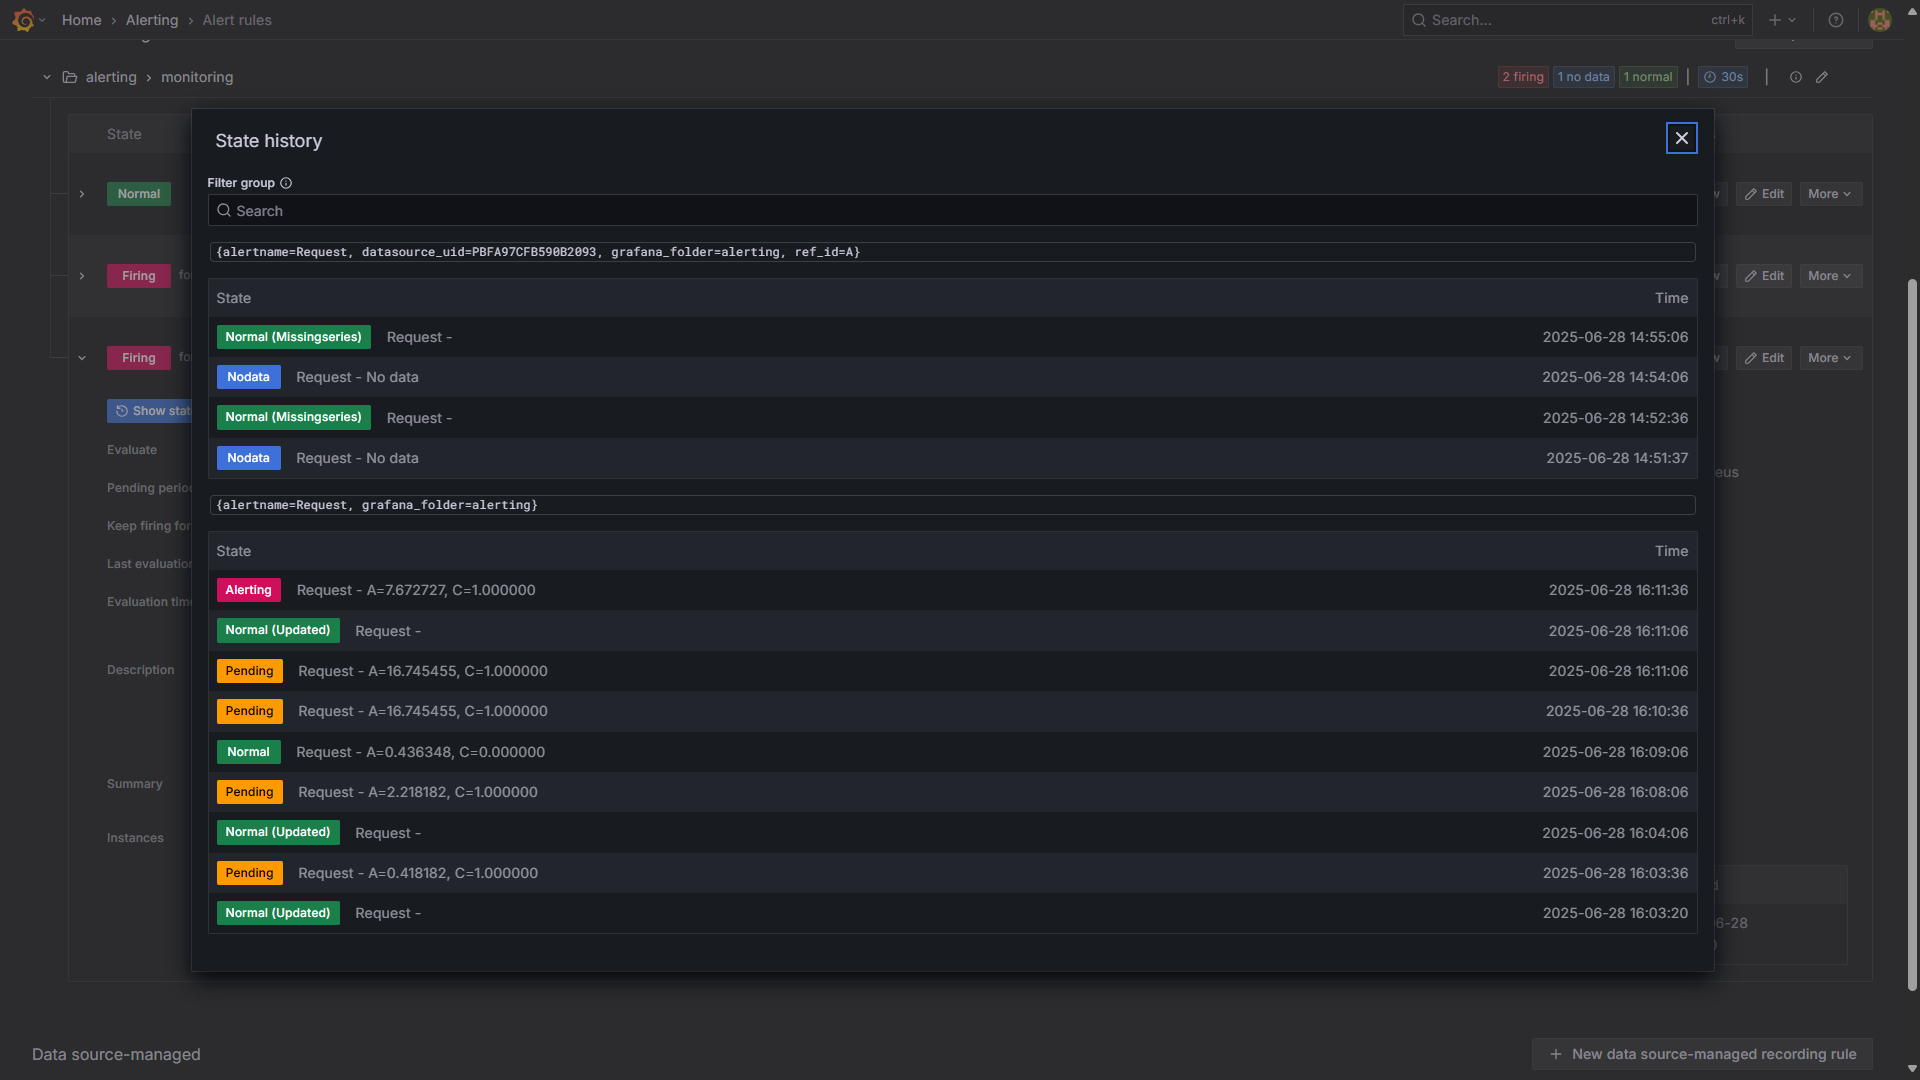 Home › Alerting › Alert rules
Search... ctrl+k
alerting › monitoring
2 firing 1 no data 1 normal 30s
State
State history
Filter group
Search
Normal
Edit More
{alertname=Request, datasource_uid=PBFA97CFB590B2093, grafana_folder=alerting, ref_id=A}
Firing
Edit More
State Time
Normal (Missingseries) Request - 2025-06-28 14:55:06
Firing
Edit More
Nodata Request - No data 2025-06-28 14:54:06
Show stat
Normal (Missingseries) Request - 2025-06-28 14:52:36
Evaluate
Nodata Request - No data 2025-06-28 14:51:37
Pending perio
{alertname=Request, grafana_folder=alerting}
Keep firing for
State Time
Last evaluation
Alerting Request - A=7.672727, C=1.000000 2025-06-28 16:11:36
Evaluation time
Normal (Updated) Request - 2025-06-28 16:11:06
Description
Pending Request - A=16.745455, C=1.000000 2025-06-28 16:11:06
Pending Request - A=16.745455, C=1.000000 2025-06-28 16:10:36
Normal Request - A=0.436348, C=0.000000 2025-06-28 16:09:06
Summary
Pending Request - A=2.218182, C=1.000000 2025-06-28 16:08:06
Instances
Normal (Updated) Request - 2025-06-28 16:04:06
Pending Request - A=0.418182, C=1.000000 2025-06-28 16:03:36
Normal (Updated) Request - 2025-06-28 16:03:20
6-28
Data source-managed
New data source-managed recording rule